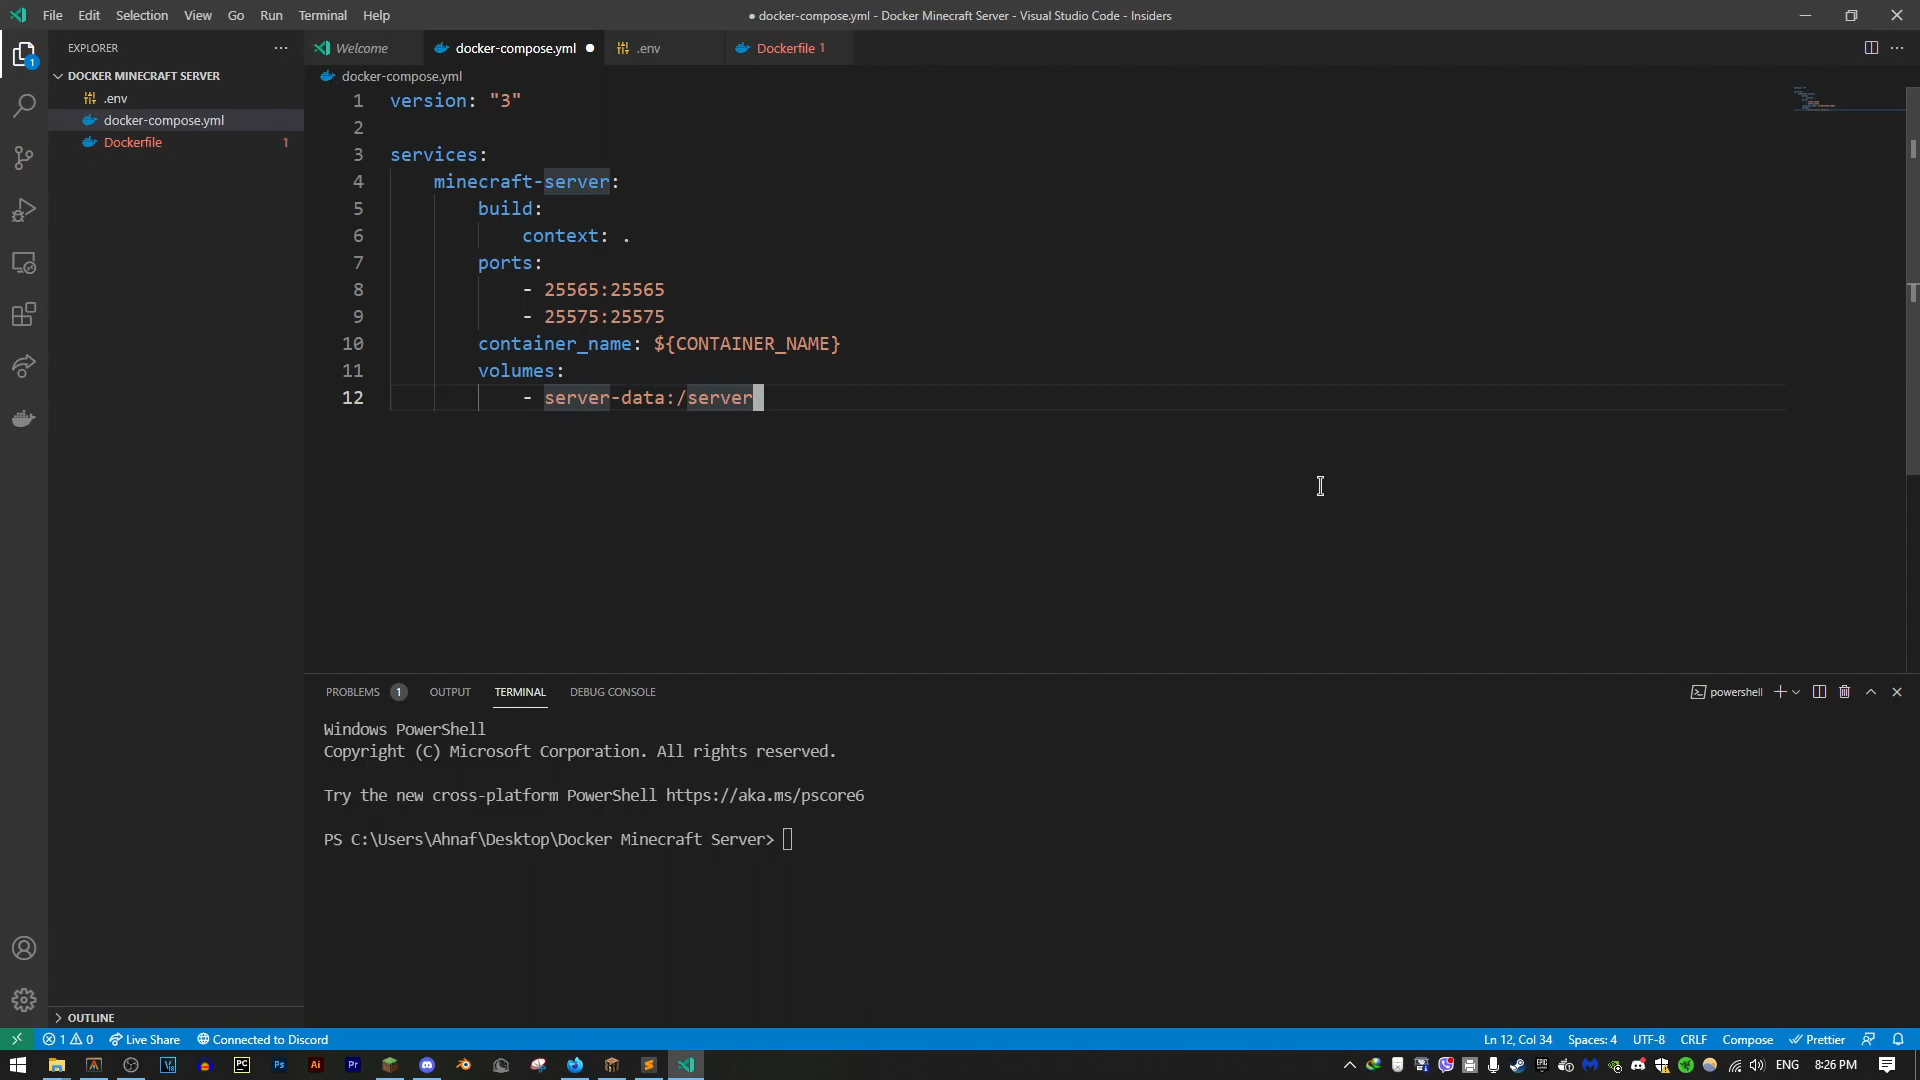 File Edit Selection View Go Run Terminal Help
● docker-compose.yml - Docker Minecraft Server - Visual Studio Code - Insiders
EXPLORER
Welcome
docker-compose.yml ●
.env
Dockerfile 1
1
DOCKER MINECRAFT SERVER
docker-compose.yml
.env
docker-compose.yml
Dockerfile 1
1 version: "3"
2
3 services:
4 minecraft-server:
5 build:
6 context: .
7 ports:
8 - 25565:25565
9 - 25575:25575
10 container_name: ${CONTAINER_NAME}
11 volumes:
12 - server-data:/server
PROBLEMS 1 OUTPUT TERMINAL DEBUG CONSOLE
powershell
Windows PowerShell
Copyright (C) Microsoft Corporation. All rights reserved.
Try the new cross-platform PowerShell https://aka.ms/pscore6
PS C:\Users\Ahnaf\Desktop\Docker Minecraft Server>
OUTLINE
1 0 Live Share Connected to Discord
Ln 12, Col 34 Spaces: 4 UTF-8 CRLF Compose Prettier
PC Ps Ai Pr
ENG 8:26 PM